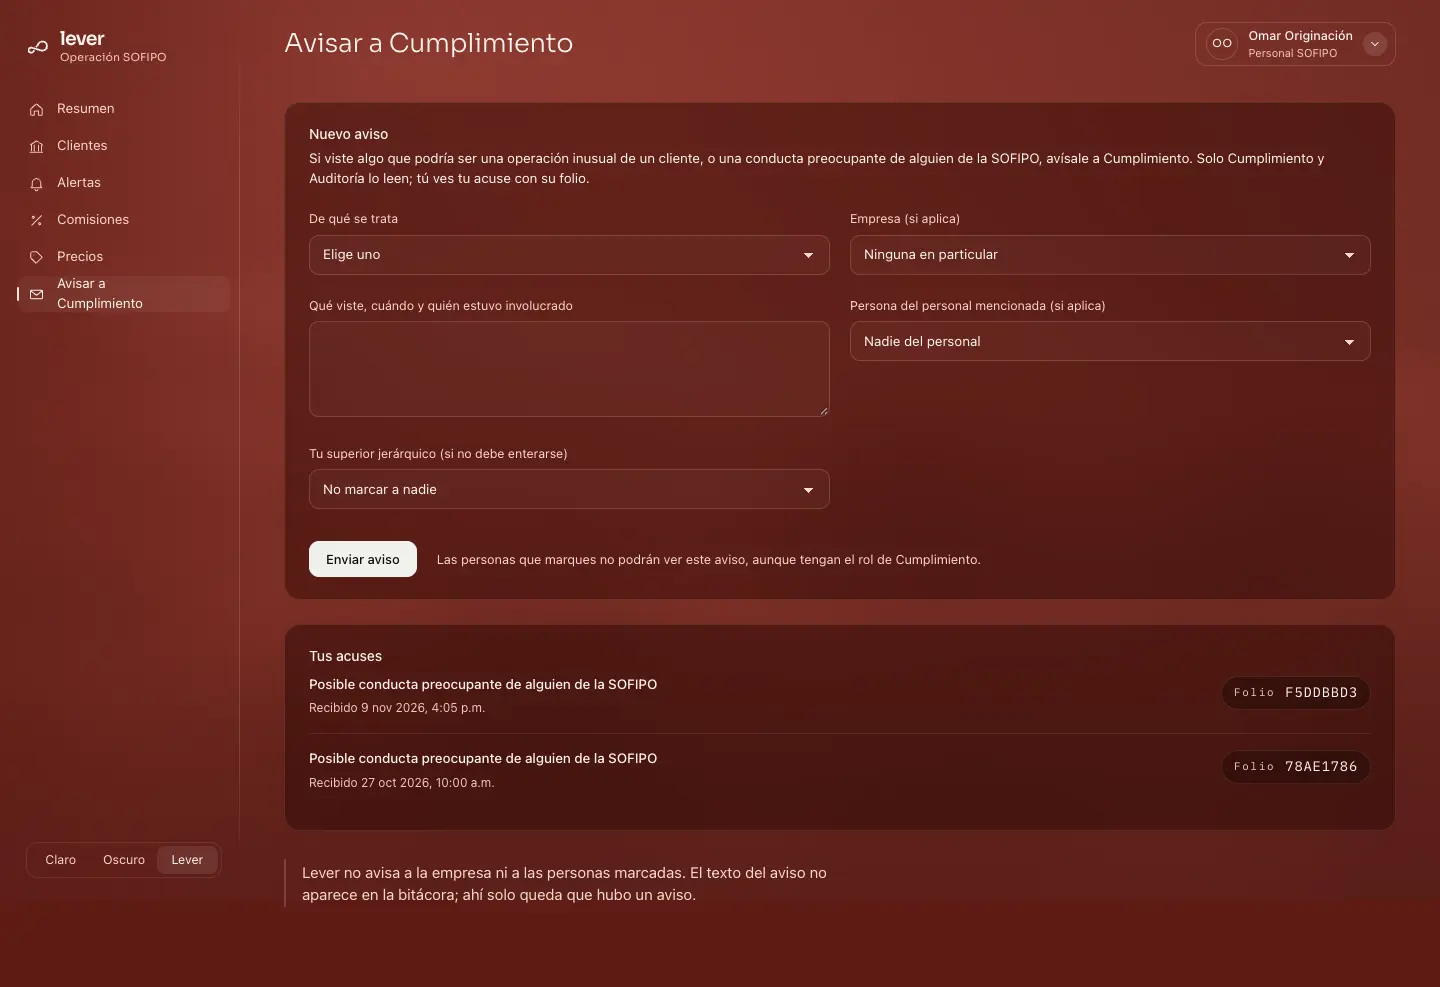 lever
Operación SOFIPO
Resumen
Clientes
Alertas
Comisiones
Precios
Avisar a
Cumplimiento
Claro
Oscuro
Lever
Avisar a Cumplimiento
OO
Omar Originación
Personal SOFIPO
Nuevo aviso
Si viste algo que podría ser una operación inusual de un cliente, o una conducta preocupante de alguien de la SOFIPO, avísale a Cumplimiento. Solo Cumplimiento y
Auditoría lo leen; tú ves tu acuse con su folio.
De qué se trata
Elige uno
Empresa (si aplica)
Ninguna en particular
Qué viste, cuándo y quién estuvo involucrado
Persona del personal mencionada (si aplica)
Nadie del personal
Tu superior jerárquico (si no debe enterarse)
No marcar a nadie
Enviar aviso
Las personas que marques no podrán ver este aviso, aunque tengan el rol de Cumplimiento.
Tus acuses
Posible conducta preocupante de alguien de la SOFIPO
Recibido 9 nov 2026, 4:05 p.m.
Folio F5DDBBD3
Posible conducta preocupante de alguien de la SOFIPO
Recibido 27 oct 2026, 10:00 a.m.
Folio 78AE1786
Lever no avisa a la empresa ni a las personas marcadas. El texto del aviso no
aparece en la bitácora; ahí solo queda que hubo un aviso.